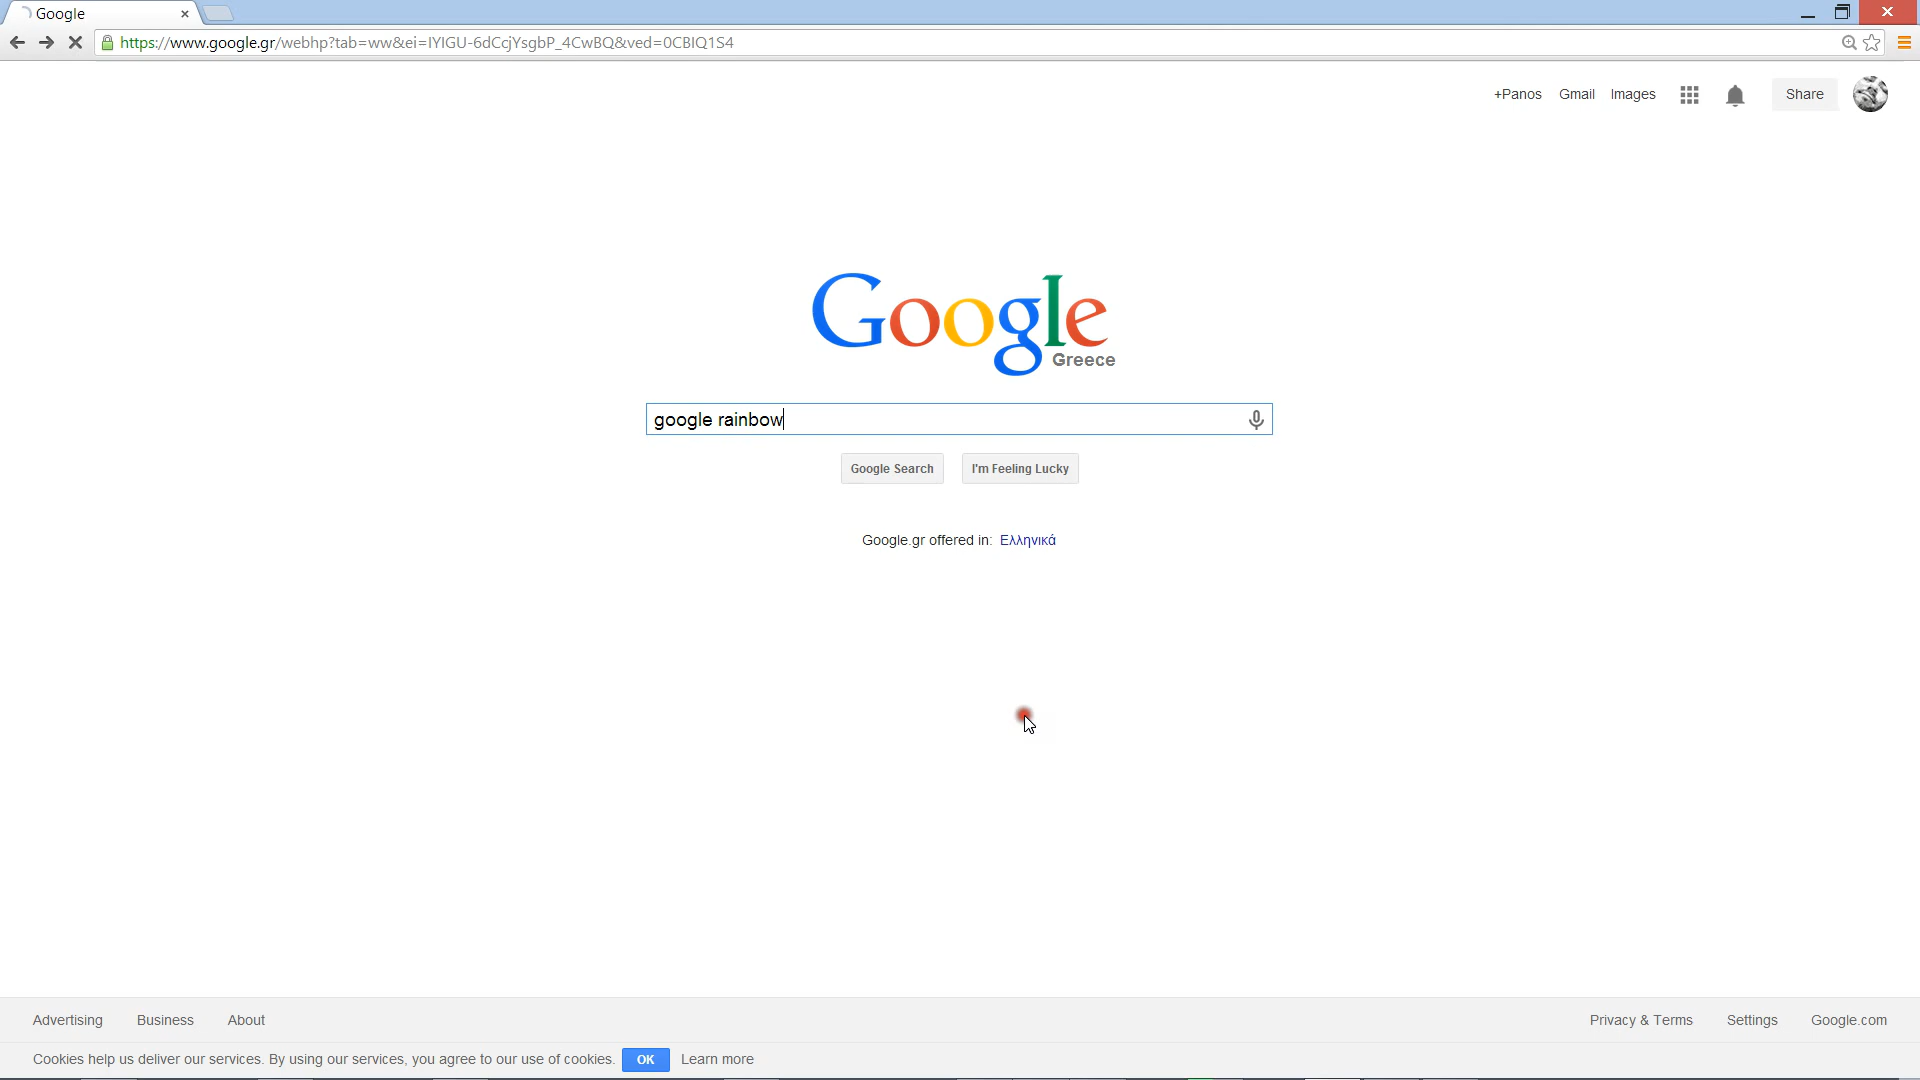 Google
https://www.google.gr/webhp?tab=ww&ei=IYIGU-6dCcjYsgbP_4CwBQ&ved=0CBIQ1S4
+Panos Gmail Images Share
Google
Greece
google rainbow
Google Search I'm Feeling Lucky
Google.gr offered in: Ελληνικά
Advertising Business About Privacy & Terms Settings Google.com
Cookies help us deliver our services. By using our services, you agree to our use of cookies. OK Learn more